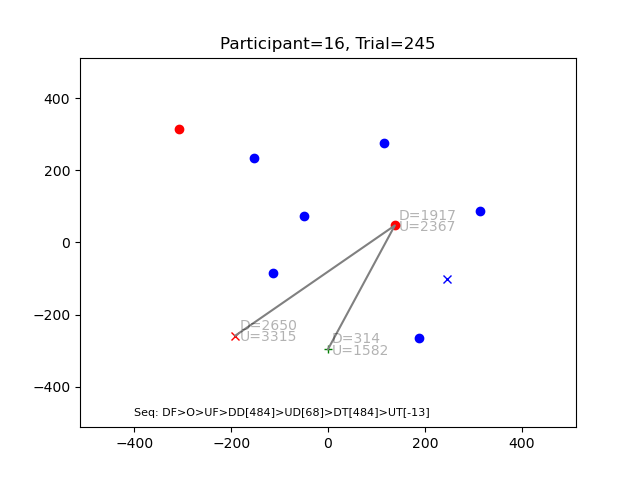 Participant=16, Trial=245
400
200
0
−200
−400
D=1917
U=2367
D=2650
U=3315
D=314
U=1582
Seq: DF>O>UF>DD[484]>UD[68]>DT[484]>UT[-13]
−400
−200
0
200
400